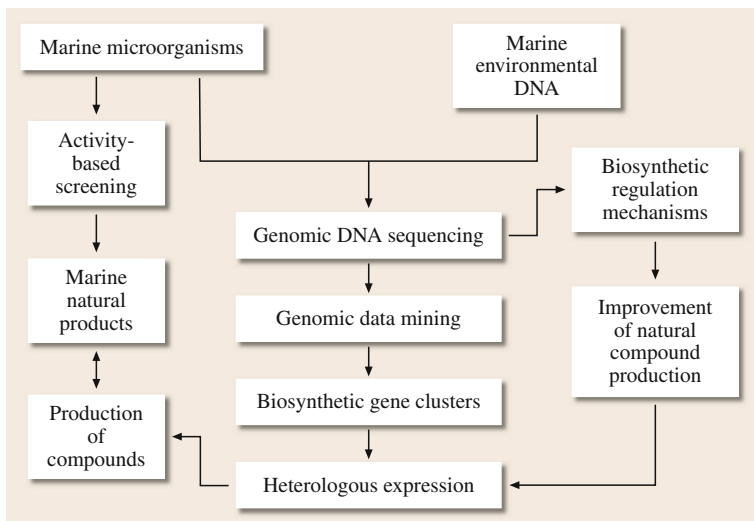 Marine microorganisms
Marine
environmental
DNA
Activity-
based
screening
Biosynthetic
regulation
mechanisms
Genomic DNA sequencing
Marine
natural
products
Genomic data mining
Improvement
of natural
compound
production
Biosynthetic gene clusters
Production
of
compounds
Heterologous expression